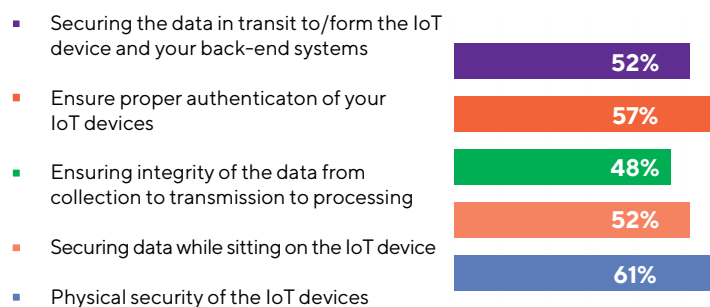 Securing the data in transit to/form the IoT
device and your back-end systems
52%
Ensure proper authenticaton of your
IoT devices
57%
Ensuring integrity of the data from
collection to transmission to processing
48%
Securing data while sitting on the IoT device
52%
Physical security of the IoT devices
61%